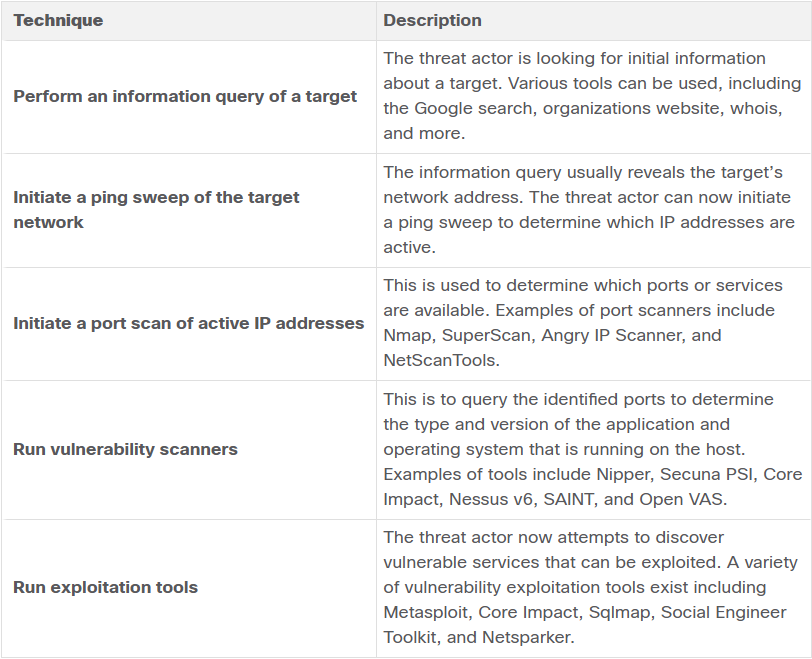 Technique
Description
Perform an information query of a target
The threat actor is looking for initial information
about a target. Various tools can be used, including
the Google search, organizations website, whois,
and more.
Initiate a ping sweep of the target
network
The information query usually reveals the target's
network address. The threat actor can now initiate
a ping sweep to determine which IP addresses are
active.
Initiate a port scan of active IP addresses
This is used to determine which ports or services
are available. Examples of port scanners include
Nmap, SuperScan, Angry IP Scanner, and
NetScanTools.
Run vulnerability scanners
This is to query the identified ports to determine
the type and version of the application and
operating system that is running on the host.
Examples of tools include Nipper, Secuna PSI, Core
Impact, Nessus v6, SAINT, and Open VAS.
Run exploitation tools
The threat actor now attempts to discover
vulnerable services that can be exploited. A variety
of vulnerability exploitation tools exist including
Metasploit, Core Impact, Sqlmap, Social Engineer
Toolkit, and Netsparker.